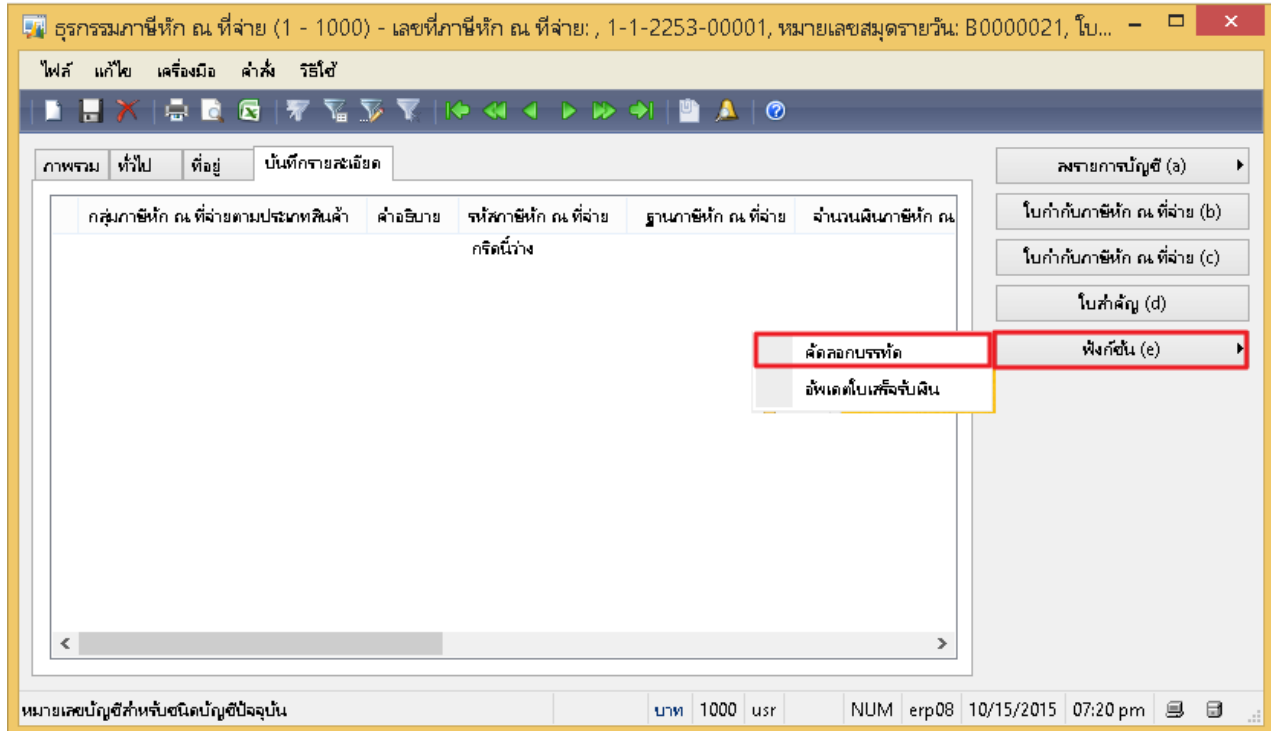 ธุรกรรมภาษีหัก ณ ที่จ่าย (1 - 1000) - เลขที่ภาษีหัก ณ ที่จ่าย: , 1-1-2253-00001, หมายเลขสมุดรายวัน: B0000021, ใบ...
ไฟล์ แก้ไข เครื่องมือ คำสั่ง วิธีใช้
ภาพรวม ทั่วไป ที่อยู่ บันทึกรายละเอียด
ลงรายการบัญชี (a)
กลุ่มภาษีหัก ณ ที่จ่ายตามประเภทสินค้า คำอธิบาย รหัสภาษีหัก ณ ที่จ่าย ฐานภาษีหัก ณ ที่จ่าย จำนวนเงินภาษีหัก ณ
ใบกำกับภาษีหัก ณ ที่จ่าย (b)
กริดนี้ว่าง
ใบกำกับภาษีหัก ณ ที่จ่าย (c)
ใบสำคัญ (d)
คัดลอกบรรทัด
ฟังก์ชัน (e)
อัพเดตใบเสร็จรับเงิน
หมายเลขบัญชีสำหรับชนิดบัญชีปัจจุบัน บาท 1000 usr NUM erp08 10/15/2015 07:20 pm